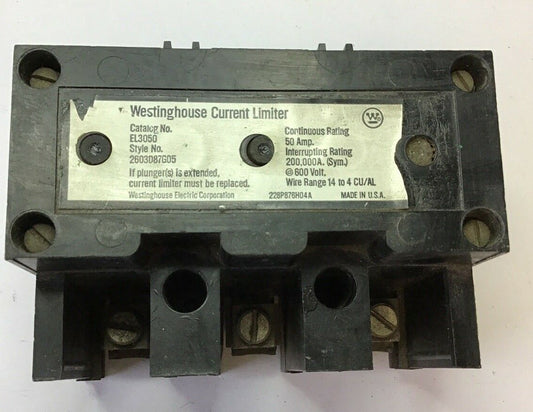 Westinghouse Current Limiter
Catalog No.
EL3050
Style No.
2603D87G05
If plunger(s) is extended,
current limiter must be replaced.
Westinghouse Electric Corporation
Continuous Rating
50 Amp.
Interrupting Rating
200,000A. (Sym.)
@ 600 Volt.
Wire Range 14 to 4 CU/AL
226P876H04A
MADE IN U.S.A.